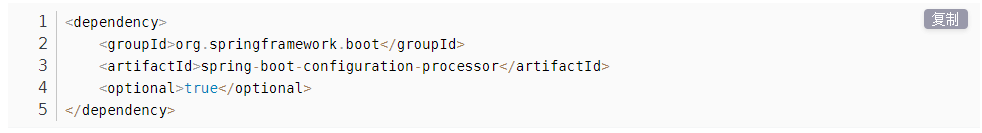 复制
1 <dependency>
2     <groupId>org.springframework.boot</groupId>
3     <artifactId>spring-boot-configuration-processor</artifactId>
4     <optional>true</optional>
5 </dependency>